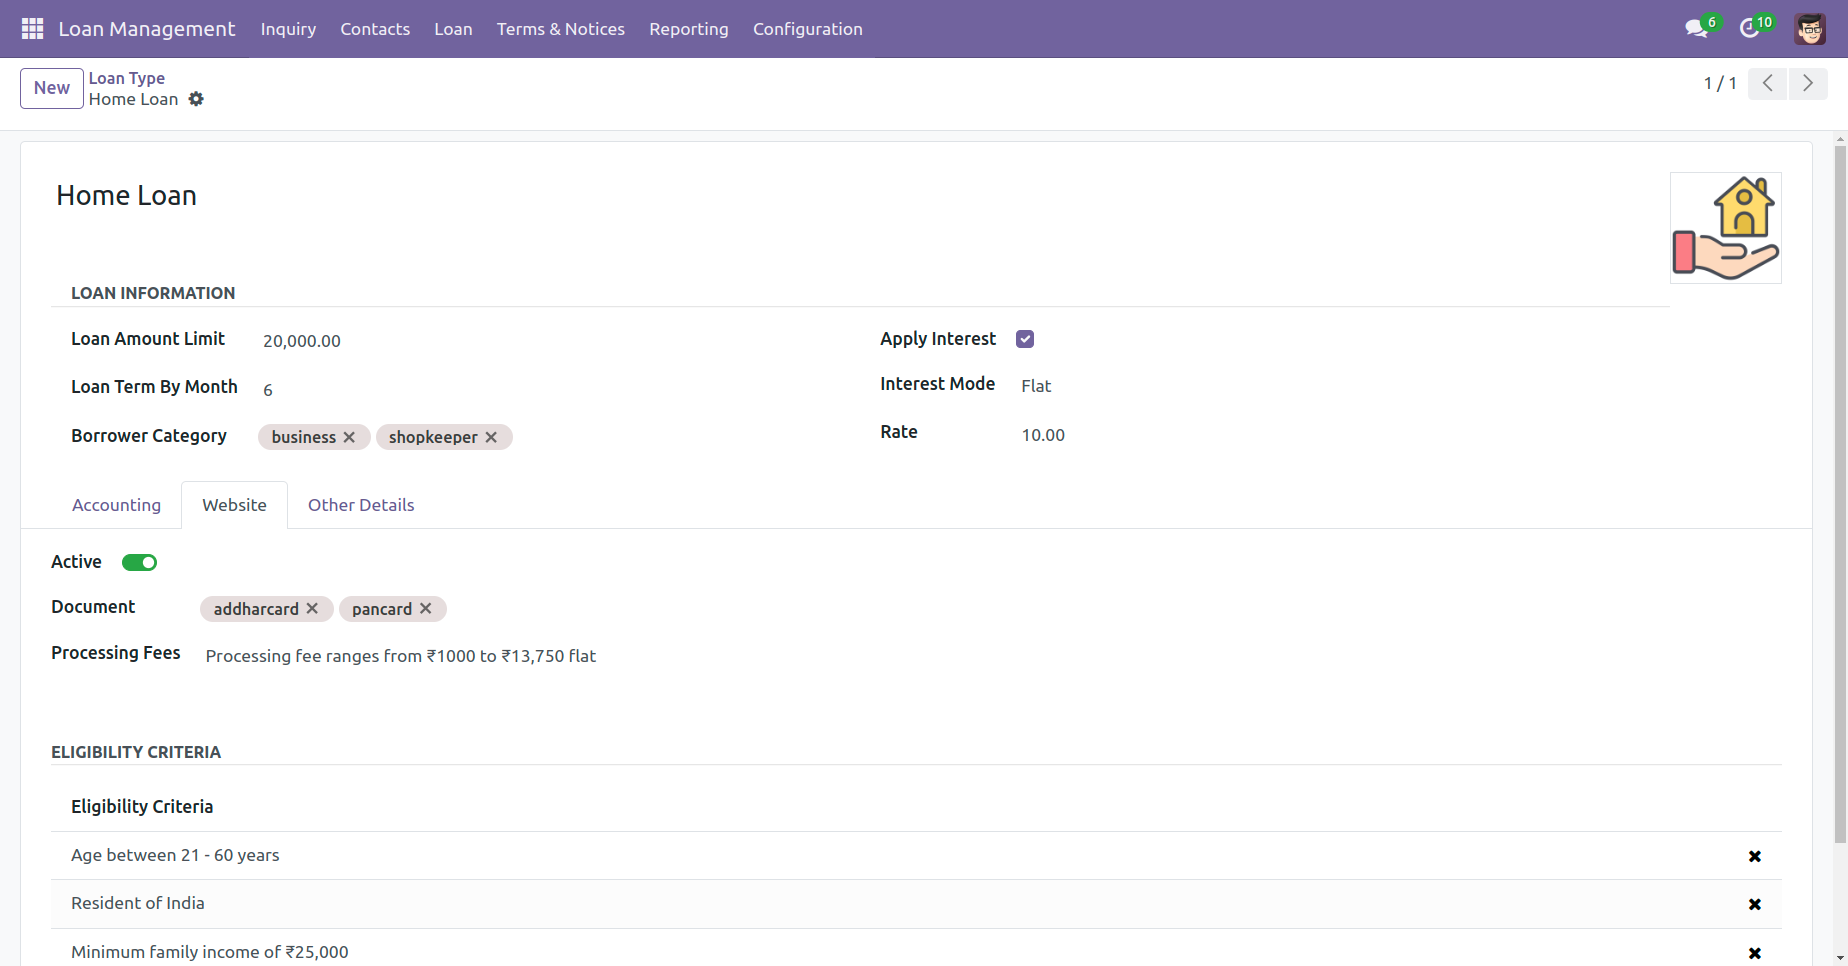 Loan Management Inquiry Contacts Loan Terms & Notices Reporting Configuration 6 10
New Loan Type 1 / 1
Home Loan
Home Loan
LOAN INFORMATION
Loan Amount Limit 20,000.00 Apply Interest
Loan Term By Month 6 Interest Mode Flat
Borrower Category business shopkeeper Rate 10.00
Accounting Website Other Details
Active
Document addharcard pancard
Processing Fees Processing fee ranges from ₹1000 to ₹13,750 flat
ELIGIBILITY CRITERIA
Eligibility Criteria
Age between 21 - 60 years
Resident of India
Minimum family income of ₹25,000